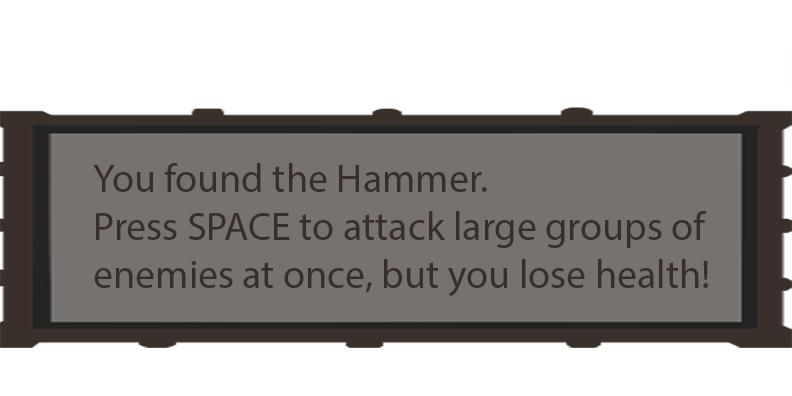 You found the Hammer.
Press SPACE to attack large groups of
enemies at once, but you lose health!